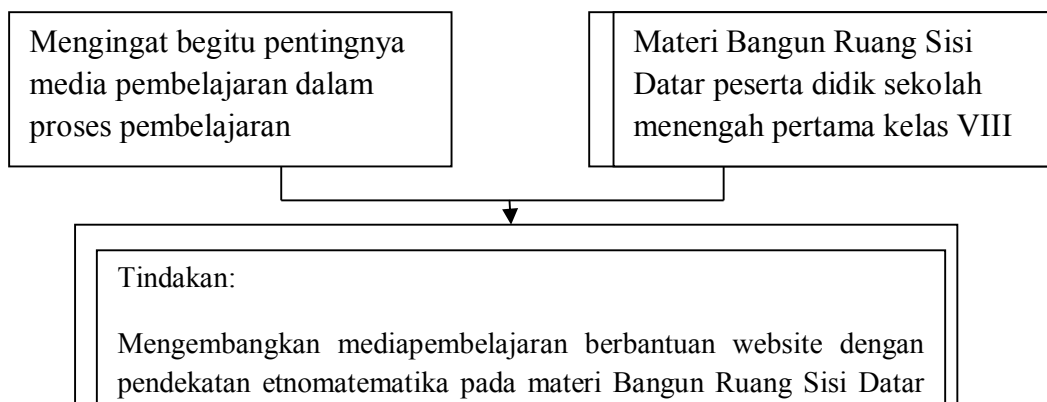 Mengingat begitu pentingnya
media pembelajaran dalam
proses pembelajaran
Materi Bangun Ruang Sisi
Datar peserta didik sekolah
menengah pertama kelas VIII
Tindakan:
Mengembangkan mediapembelajaran berbantuan website dengan
pendekatan etnomatematika pada materi Bangun Ruang Sisi Datar